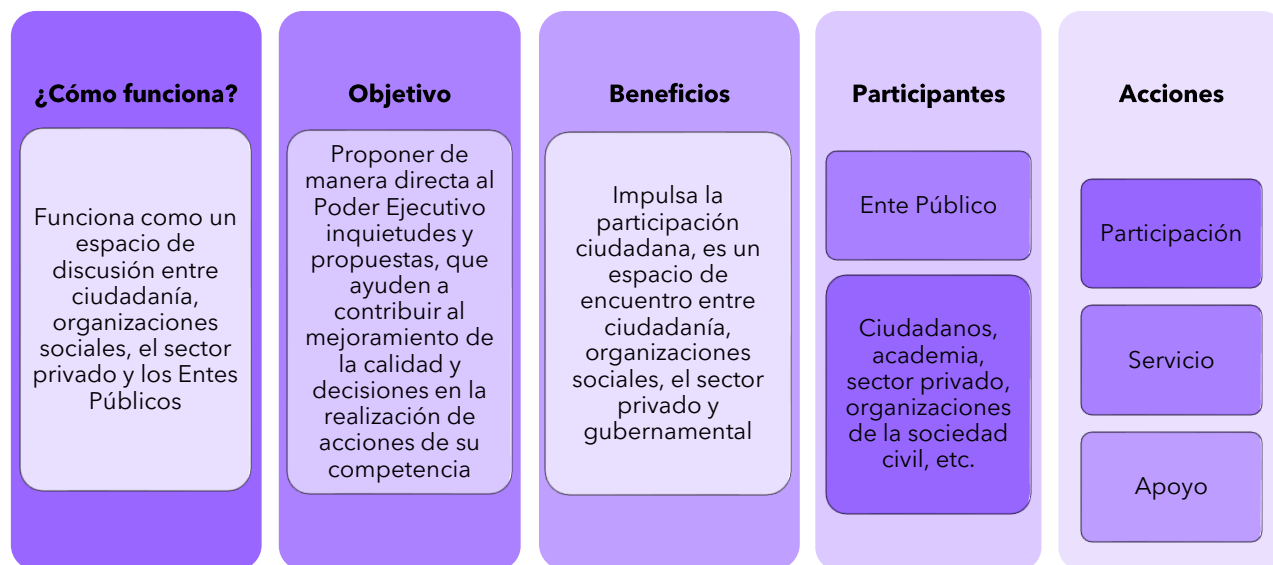 ¿Cómo funciona?
Funciona como un
espacio de
discusión entre
ciudadanía,
organizaciones
sociales, el sector
privado y los Entes
Públicos
Objetivo
Proponer de
manera directa al
Poder Ejecutivo
inquietudes y
propuestas, que
ayuden a
contribuir al
mejoramiento de
la calidad y
decisiones en la
realización de
acciones de su
competencia
Beneficios
Impulsa la
participación
ciudadana, es un
espacio de
encuentro entre
ciudadanía,
organizaciones
sociales, el sector
privado y
gubernamental
Participantes
Ente Público
Ciudadanos,
academia,
sector privado,
organizaciones
de la sociedad
civil, etc.
Acciones
Participación
Servicio
Apoyo